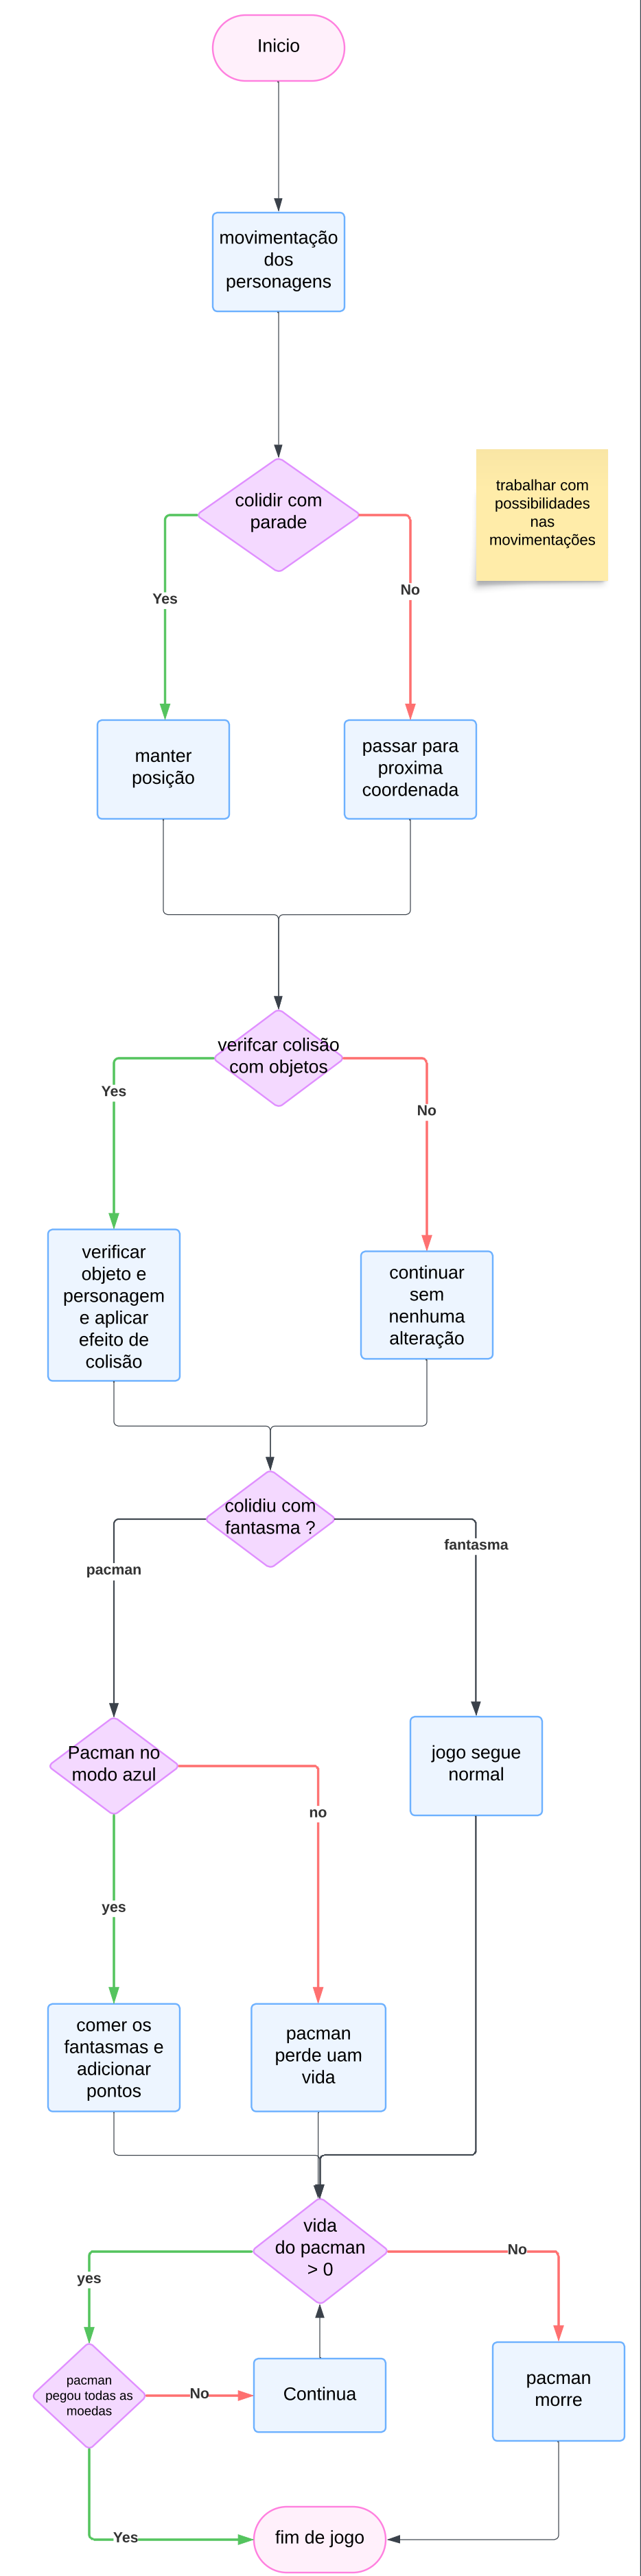 Inicio
movimentação
dos
personagens
colidir com
parade
trabalhar com
possibilidades
nas
movimentações
Yes
No
manter
posição
passar para
proxima
coordenada
verifcar colisão
com objetos
Yes
No
verificar
objeto e
personagem
e aplicar
efeito de
colisão
continuar
sem
nenhuma
alteração
colidiu com
fantasma ?
pacman
fantasma
Pacman no
modo azul
jogo segue
normal
no
yes
comer os
fantasmas e
adicionar
pontos
pacman
perde uam
vida
vida
do pacman
> 0
yes
No
pacman
pegou todas as
moedas
No
Continua
pacman
morre
Yes
fim de jogo